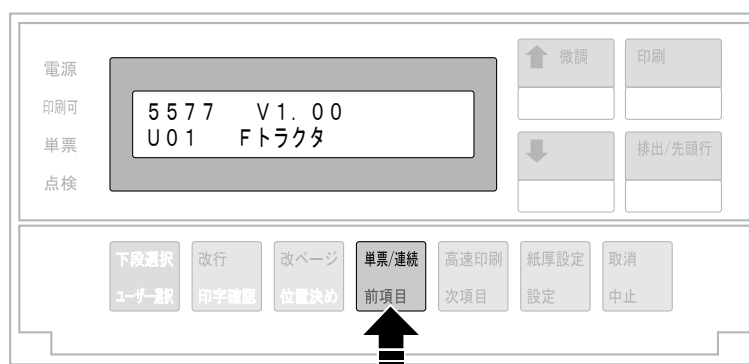 電源
印刷可
単票
点検
5577 V1.00
U01 Fトラクタ
微調
印刷
排出/先頭行
下段選択
ユーザー選択
改行
印字確認
改ページ
位置決め
単票/連続
前項目
高速印刷
次項目
紙厚設定
設定
取消
中止